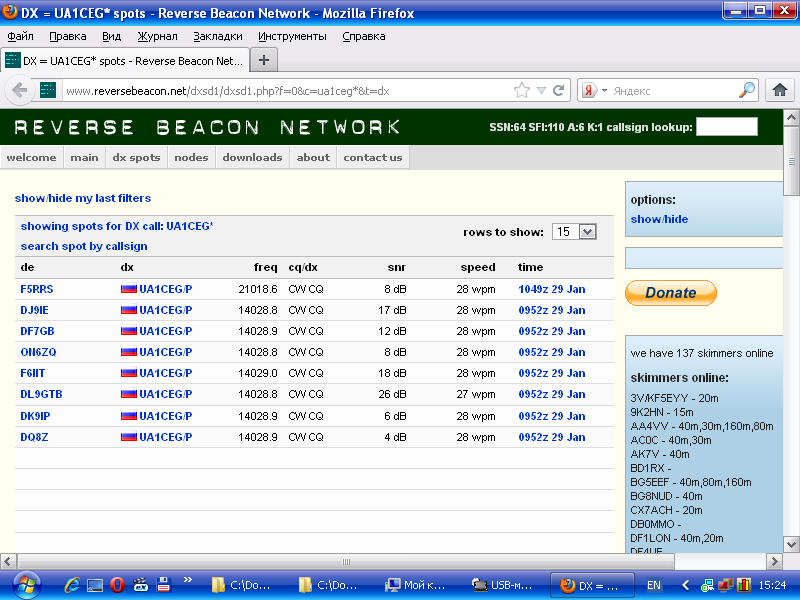 DX = UA1CEG* spots - Reverse Beacon Network - Mozilla Firefox
Файл Правка Вид Журнал Закладки Инструменты Справка
DX = UA1CEG* spots - Reverse Beacon Net...
www.reversebeacon.net/dxsd1/dxsd1.php?f=0&c=ua1ceg*&t=dx Яндекс
REVERSE BEACON NETWORK
SSN:64 SFI:110 A:6 K:1 callsign lookup:
welcome main dx spots nodes downloads about contact us
show/hide my last filters
showing spots for DX call: UA1CEG*
search spot by callsign
rows to show: 15
de dx freq cq/dx snr speed time
F5RRS UA1CEG/P 21018.6 CW CQ 8 dB 28 wpm 1049z 29 Jan
DJ9IE UA1CEG/P 14028.8 CW CQ 17 dB 28 wpm 0952z 29 Jan
DF7GB UA1CEG/P 14028.9 CW CQ 12 dB 28 wpm 0952z 29 Jan
ON6ZQ UA1CEG/P 14028.8 CW CQ 8 dB 28 wpm 0952z 29 Jan
F6IIT UA1CEG/P 14029.0 CW CQ 18 dB 28 wpm 0952z 29 Jan
DL9GTB UA1CEG/P 14028.8 CW CQ 26 dB 27 wpm 0952z 29 Jan
DK9IP UA1CEG/P 14028.9 CW CQ 6 dB 28 wpm 0952z 29 Jan
DQ8Z UA1CEG/P 14028.9 CW CQ 4 dB 28 wpm 0952z 29 Jan
options:
show/hide
Donate
we have 137 skimmers online
skimmers online:
3V/KF5EYY - 20m
9K2HN - 15m
AA4VV - 40m,30m,160m,80m
AC0C - 40m,30m
AK7V - 40m
BD1RX -
BG5EEF - 40m,80m,160m
BG8NUD - 40m
CX7ACH - 20m
DB0MMO -
DF1LON - 40m,20m
C:\Do... C:\Do... Мой к... USB-м... DX = ... EN 15:24